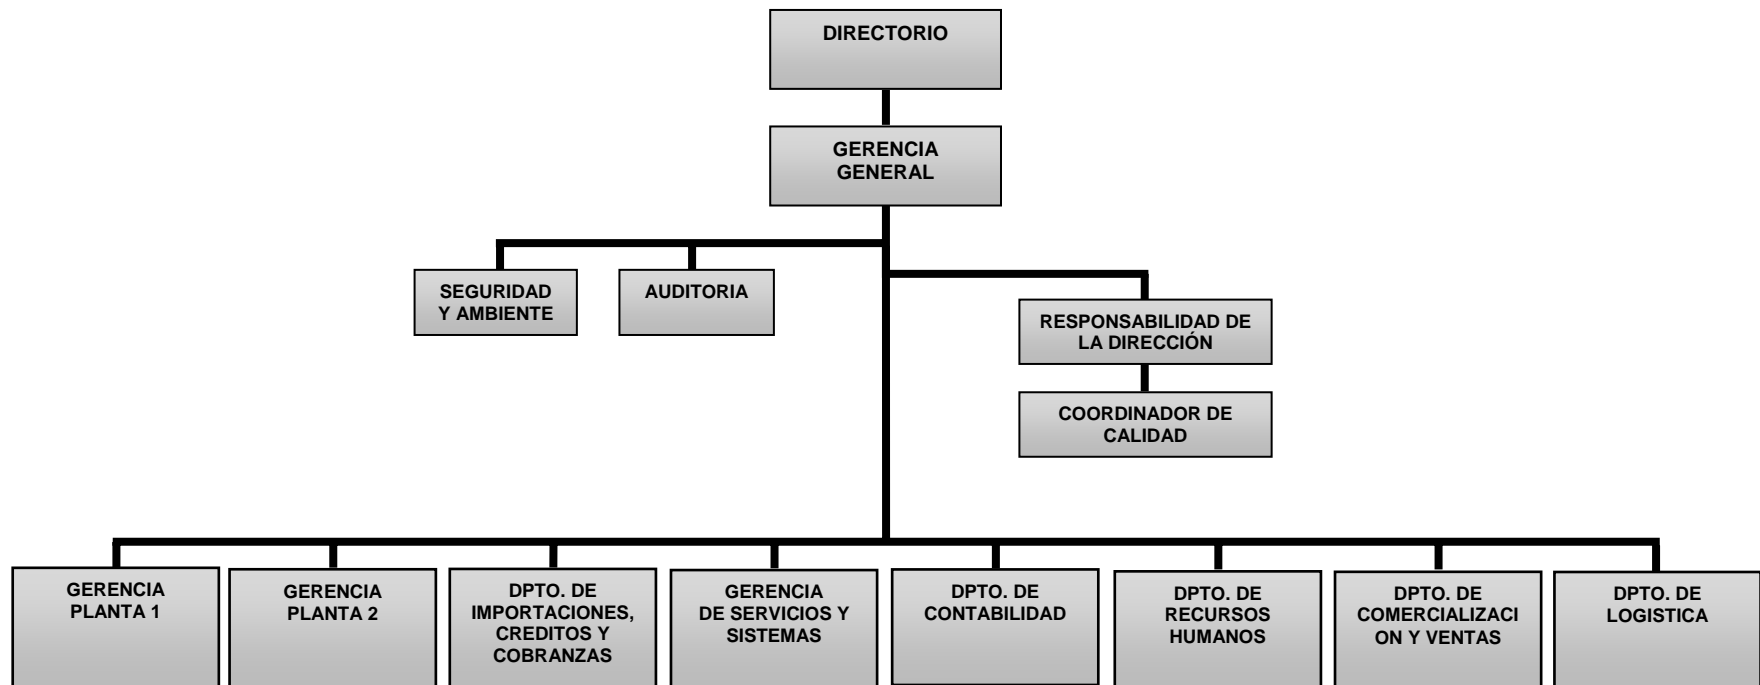 DIRECTORIO
GERENCIA
GENERAL
SEGURIDAD
Y AMBIENTE
AUDITORIA
RESPONSABILIDAD DE
LA DIRECCIÓN
COORDINADOR DE
CALIDAD
GERENCIA
PLANTA 1
GERENCIA
PLANTA 2
DPTO. DE
IMPORTACIONES,
CREDITOS Y
COBRANZAS
GERENCIA
DE SERVICIOS Y
SISTEMAS
DPTO. DE
CONTABILIDAD
DPTO. DE
RECURSOS
HUMANOS
DPTO. DE
COMERCIALIZACI
ON Y VENTAS
DPTO. DE
LOGISTICA